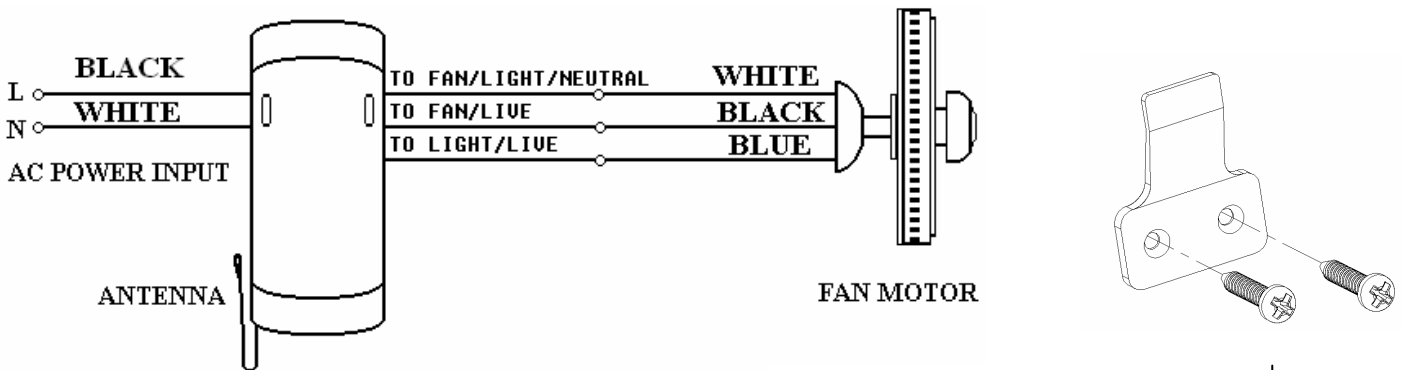 BLACK
L
WHITE
N
AC POWER INPUT
ANTENNA
TO FAN/LIGHT/NEUTRAL
WHITE
TO FAN/LIVE
BLACK
TO LIGHT/LIVE
BLUE
FAN MOTOR